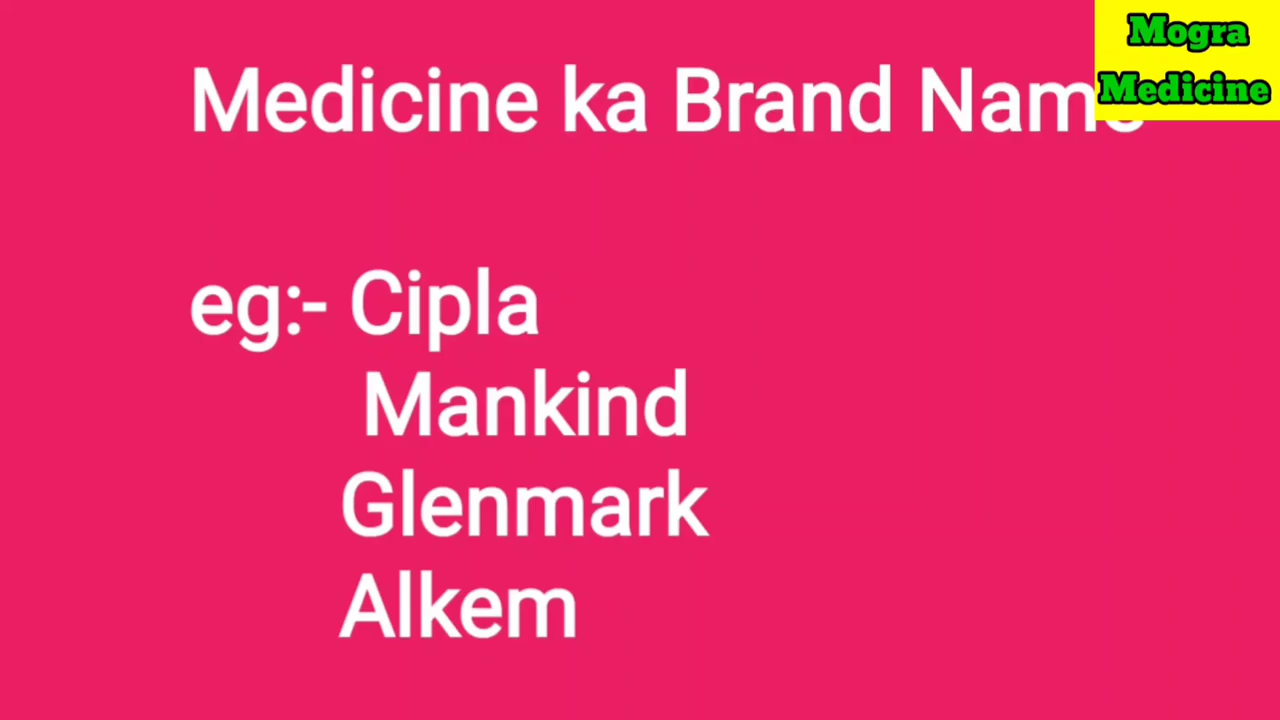 Medicine ka Brand Name
Mogra
Medicine
eg:- Cipla
Mankind
Glenmark
Alkem